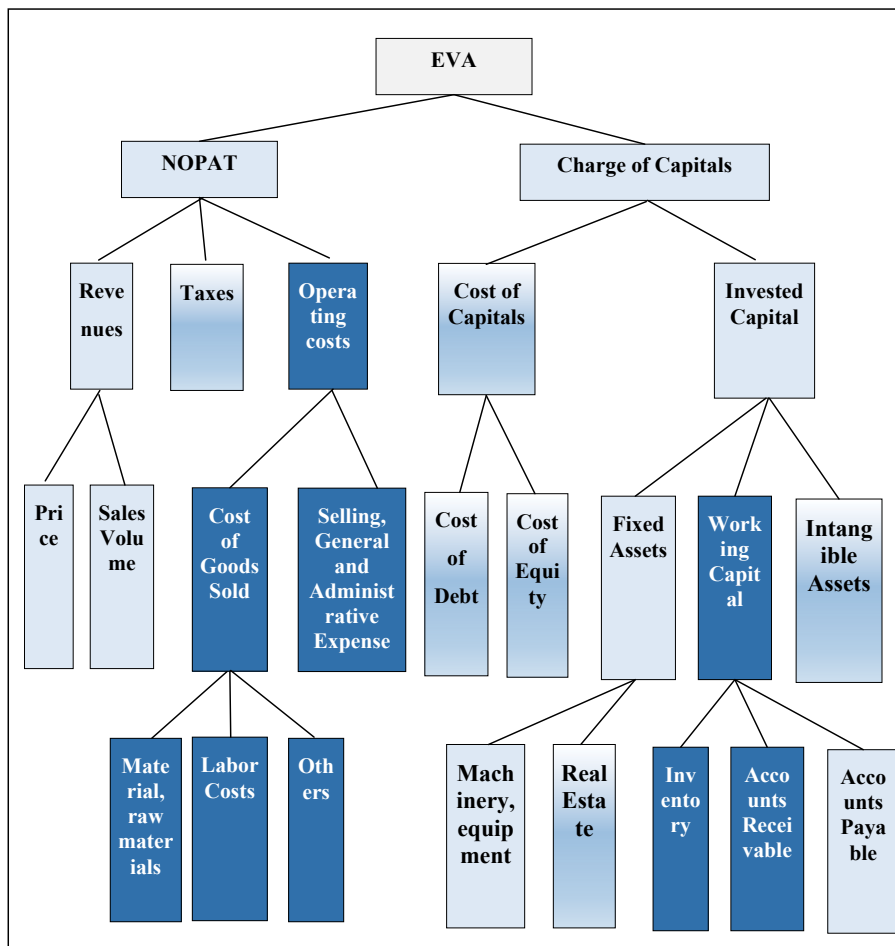 EVA
NOPAT
Charge of Capitals
Reve
nues
Taxes
Opera
ting
costs
Cost of
Capitals
Invested
Capital
Pri
ce
Sales
Volu
me
Cost
of
Goods
Sold
Selling,
General
and
Administ
rative
Expense
Cost
of
Debt
Cost
of
Equi
ty
Fixed
Assets
Work
ing
Capit
al
Intang
ible
Assets
Mate
rial,
raw
mater
ials
Labor
Costs
Oth
ers
Mach
inery,
equip
ment
Real
Esta
te
Inv
ento
ry
Acco
unts
Recei
vable
Acco
unts
Paya
ble